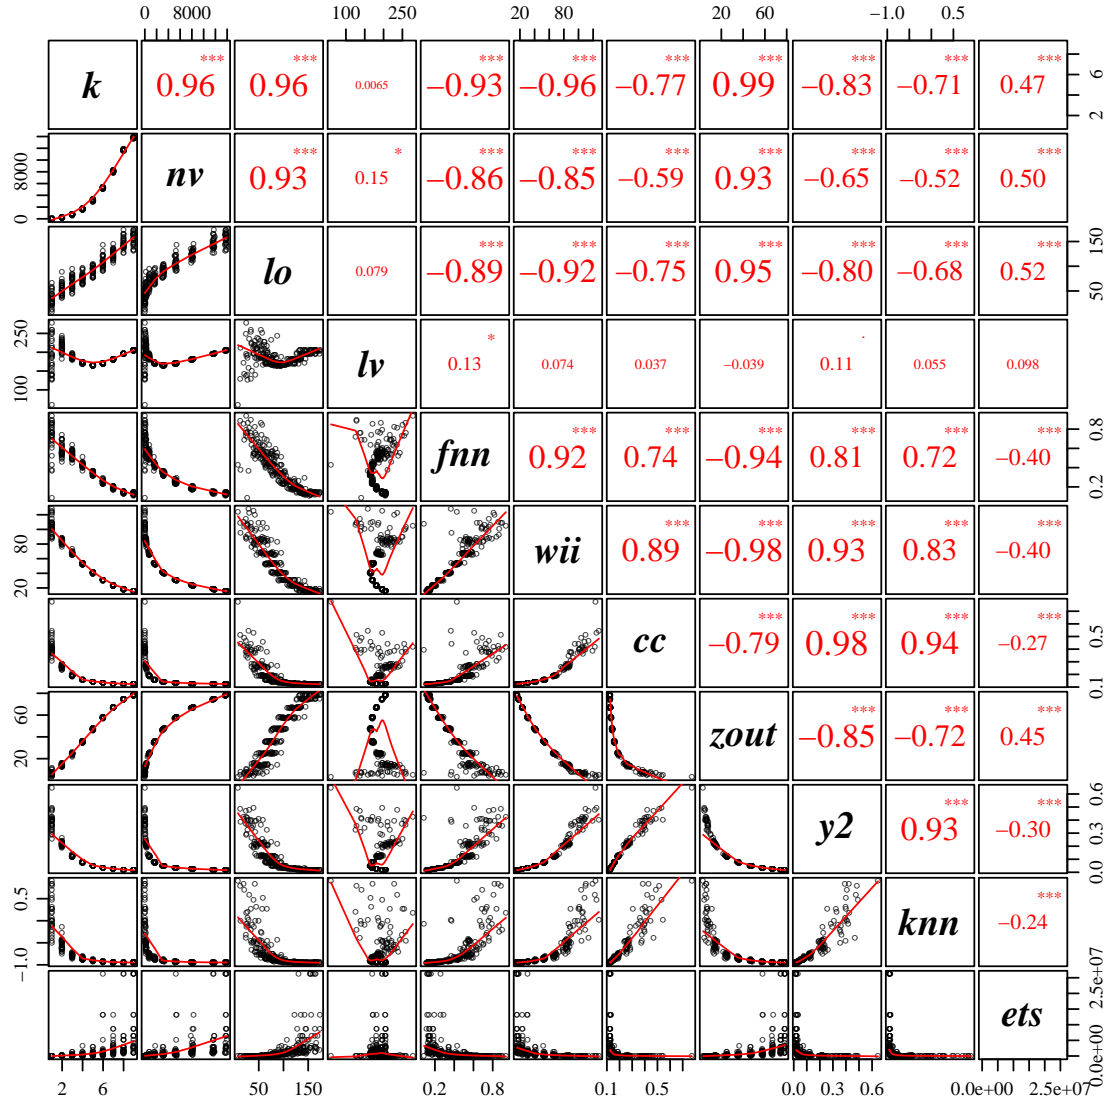 0 8000 100 250 20 80 20 60 −1.0 0.5
k 0.96 *** 0.96 *** 0.0065 −0.93 *** −0.96 *** −0.77 *** 0.99 *** −0.83 *** −0.71 *** 0.47 *** 2 6
0 8000 nv 0.93 *** 0.15 * −0.86 *** −0.85 *** −0.59 *** 0.93 *** −0.65 *** −0.52 *** 0.50 ***
lo 0.079 −0.89 *** −0.92 *** −0.75 *** 0.95 *** −0.80 *** −0.68 *** 0.52 *** 50 150
100 250 lv 0.13 * 0.074 0.037 −0.039 0.11 . 0.055 0.098
fnn 0.92 *** 0.74 *** −0.94 *** 0.81 *** 0.72 *** −0.40 *** 0.2 0.8
20 80 wii 0.89 *** −0.98 *** 0.93 *** 0.83 *** −0.40 ***
cc −0.79 *** 0.98 *** 0.94 *** −0.27 *** 0.1 0.5
20 60 zout −0.85 *** −0.72 *** 0.45 ***
y2 0.93 *** −0.30 *** 0.0 0.3 0.6
−1.0 0.5 knn −0.24 ***
ets 0.0e+00 2.5e+07
2 6 50 150 0.2 0.8 0.1 0.5 0.0 0.3 0.6 0.0e+00 2.5e+07